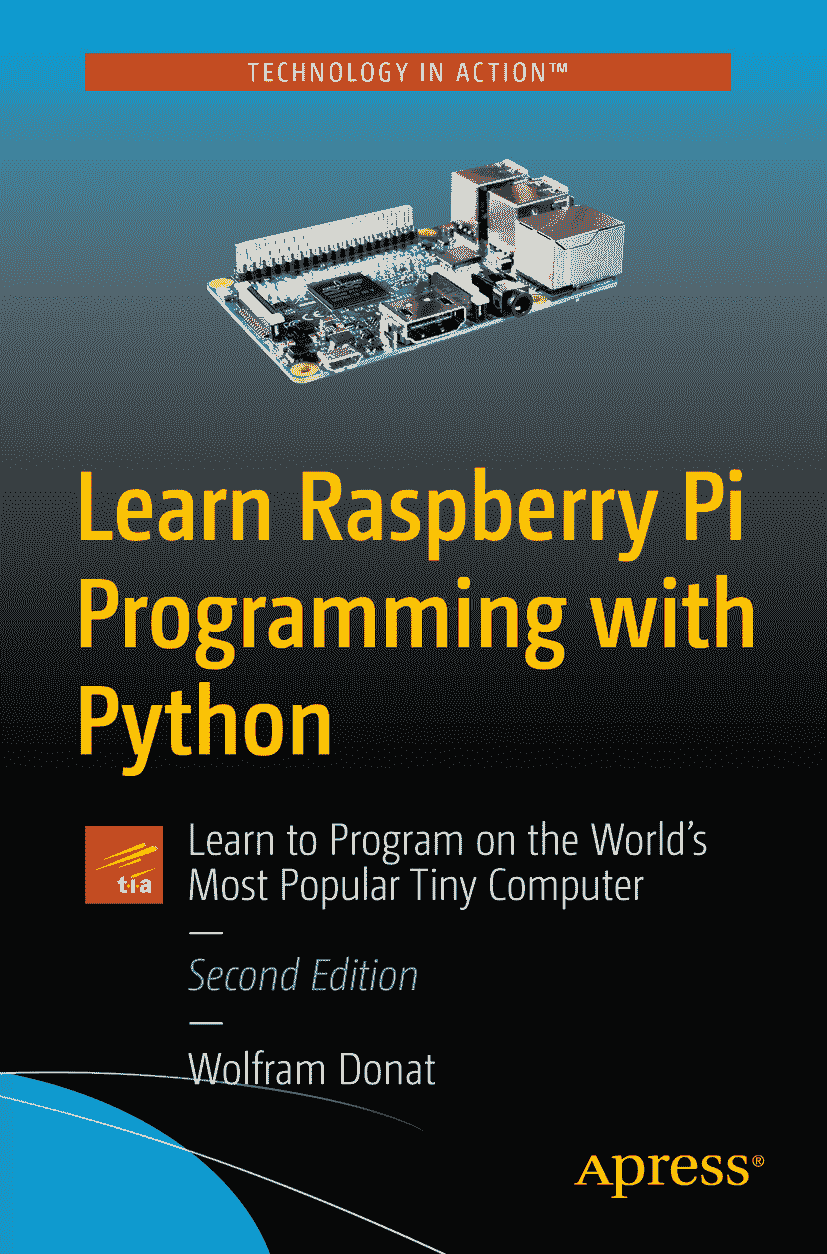 TECHNOLOGY IN ACTION™
Learn Raspberry Pi
Programming with
Python
t.i.a
Learn to Program on the World's
Most Popular Tiny Computer
—
Second Edition
—
Wolfram Donat
Apress®